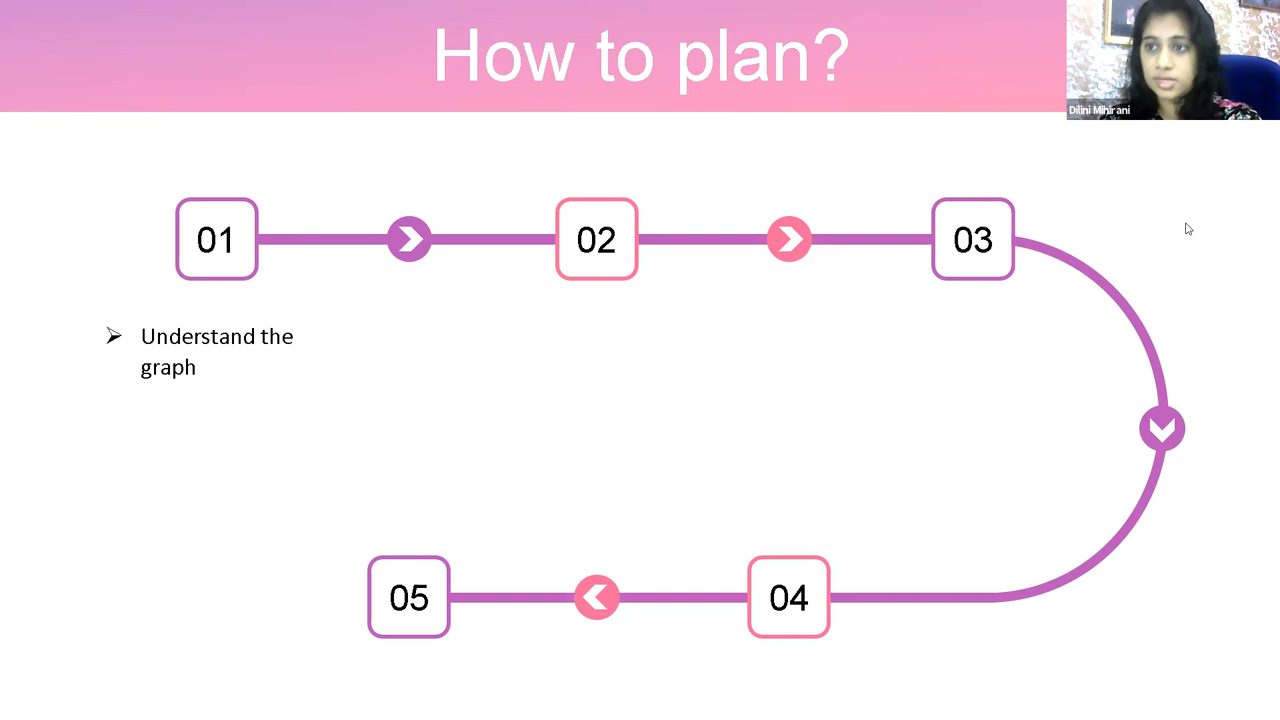 How to plan?
Dilini Mihirani
01
02
03
Understand the
graph
05
04